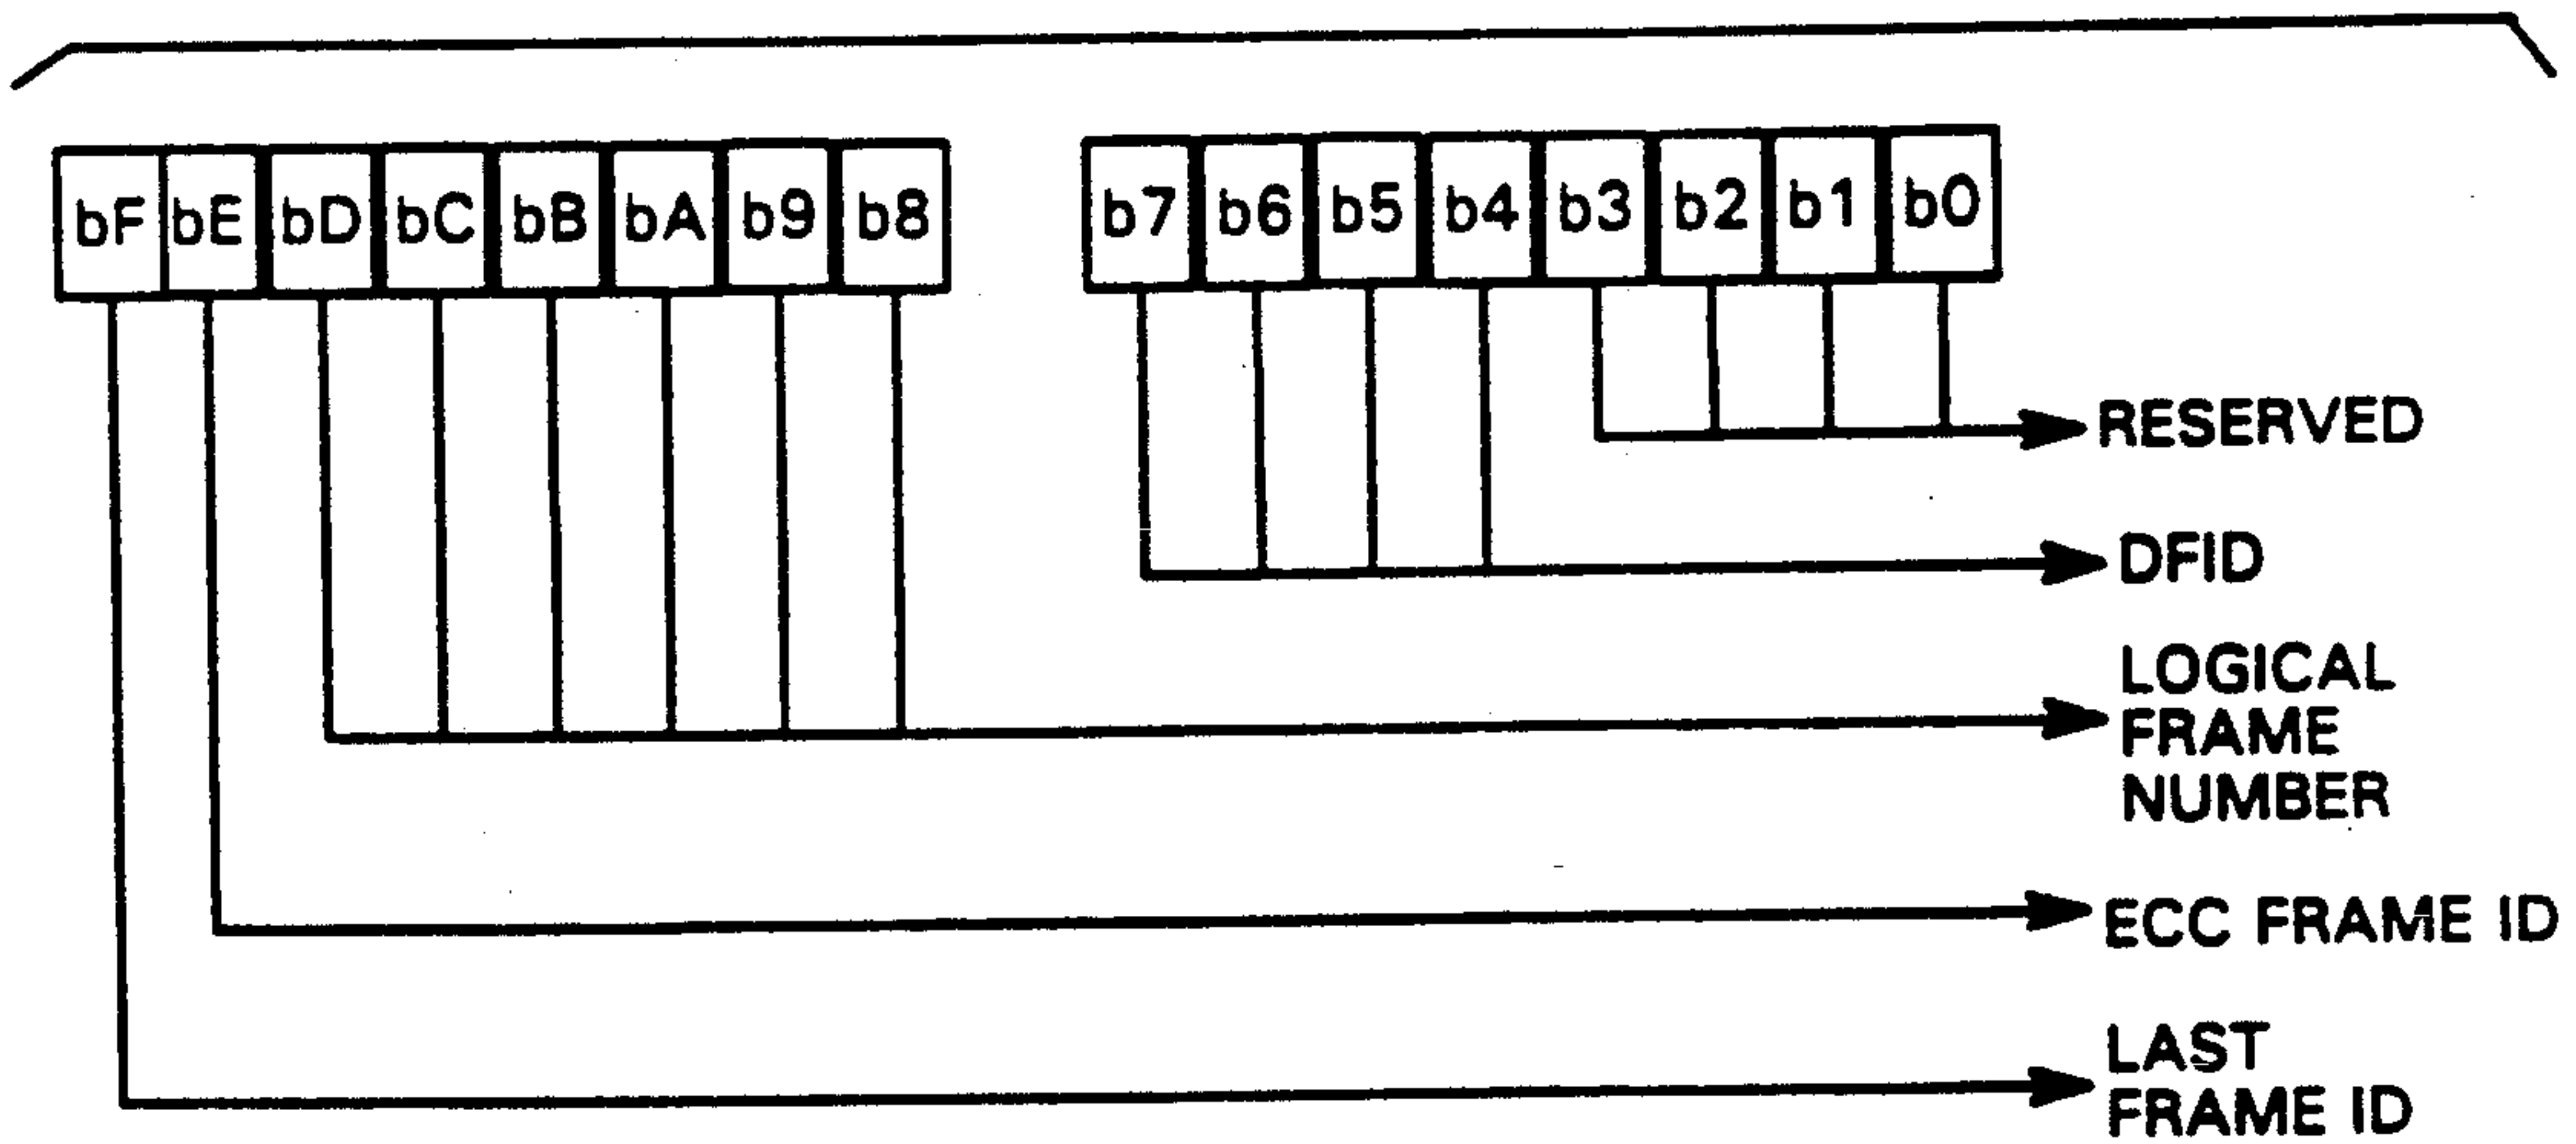 bF bE bD bC bB bA b9 b8 b7 b6 b5 b4 b3 b2 b1 b0
RESERVED
DFID
LOGICAL
FRAME
NUMBER
ECC FRAME ID
LAST
FRAME ID